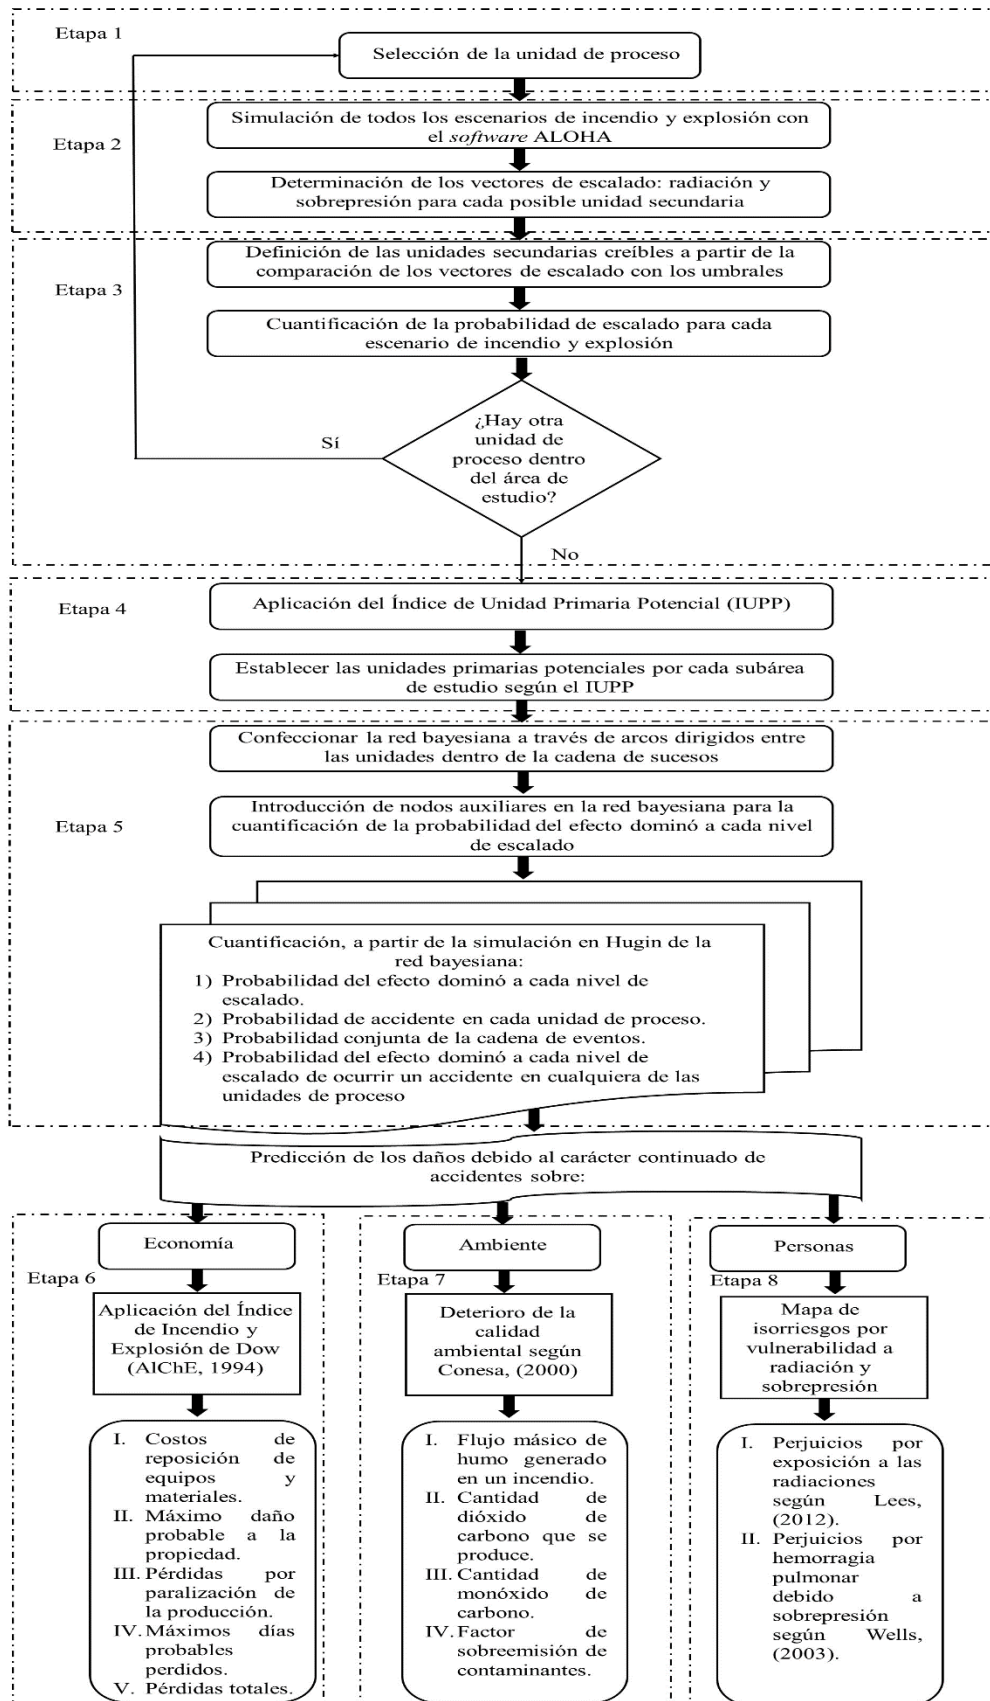 Etapa 1
Selección de la unidad de proceso
Etapa 2
Simulación de todos los escenarios de incendio y explosión con
el software ALOHA
Determinación de los vectores de escalado: radiación y
sobrepresión para cada posible unidad secundaria
Etapa 3
Definición de las unidades secundarias creíbles a partir de la
comparación de los vectores de escalado con los umbrales
Cuantificación de la probabilidad de escalado para cada
escenario de incendio y explosión
¿Hay otra
unidad de
proceso dentro
del área de
estudio?
Sí
No
Etapa 4
Aplicación del Índice de Unidad Primaria Potencial (IUPP)
Establecer las unidades primarias potenciales por cada subárea
de estudio según el IUPP
Etapa 5
Confeccionar la red bayesiana a través de arcos dirigidos entre
las unidades dentro de la cadena de sucesos
Introducción de nodos auxiliares en la red bayesiana para la
cuantificación de la probabilidad del efecto dominó a cada nivel
de escalado
Cuantificación, a partir de la simulación en Hugin de la
red bayesiana:
1) Probabilidad del efecto dominó a cada nivel de
escalado.
2) Probabilidad de accidente en cada unidad de proceso.
3) Probabilidad conjunta de la cadena de eventos.
4) Probabilidad del efecto dominó a cada nivel de
escalado de ocurrir un accidente en cualquiera de las
unidades de proceso
Predicción de los daños debido al carácter continuado de
accidentes sobre:
Economía
Etapa 6
Aplicación del Índice
de Incendio y
Explosión de Dow
(AlChE, 1994)
I. Costos de
reposición de
equipos y
materiales.
II. Máximo daño
probable a la
propiedad.
III. Pérdidas por
paralización de
la producción.
IV. Máximos días
probables
perdidos.
V. Pérdidas totales.
Ambiente
Etapa 7
Deterioro de la
calidad
ambiental según
Conesa, (2000)
I. Flujo másico de
humo generado
en un incendio.
II. Cantidad de
dióxido de
carbono que se
produce.
III. Cantidad de
monóxido de
carbono.
IV. Factor de
sobreemisión de
contaminantes.
Personas
Etapa 8
Mapa de
isorriesgos por
vulnerabilidad a
radiación y
sobrepresión
I. Perjuicios por
exposición a las
radiaciones
según Lees,
(2012).
II. Perjuicios por
hemorragia
pulmonar
debido a
sobrepresión
según Wells,
(2003).